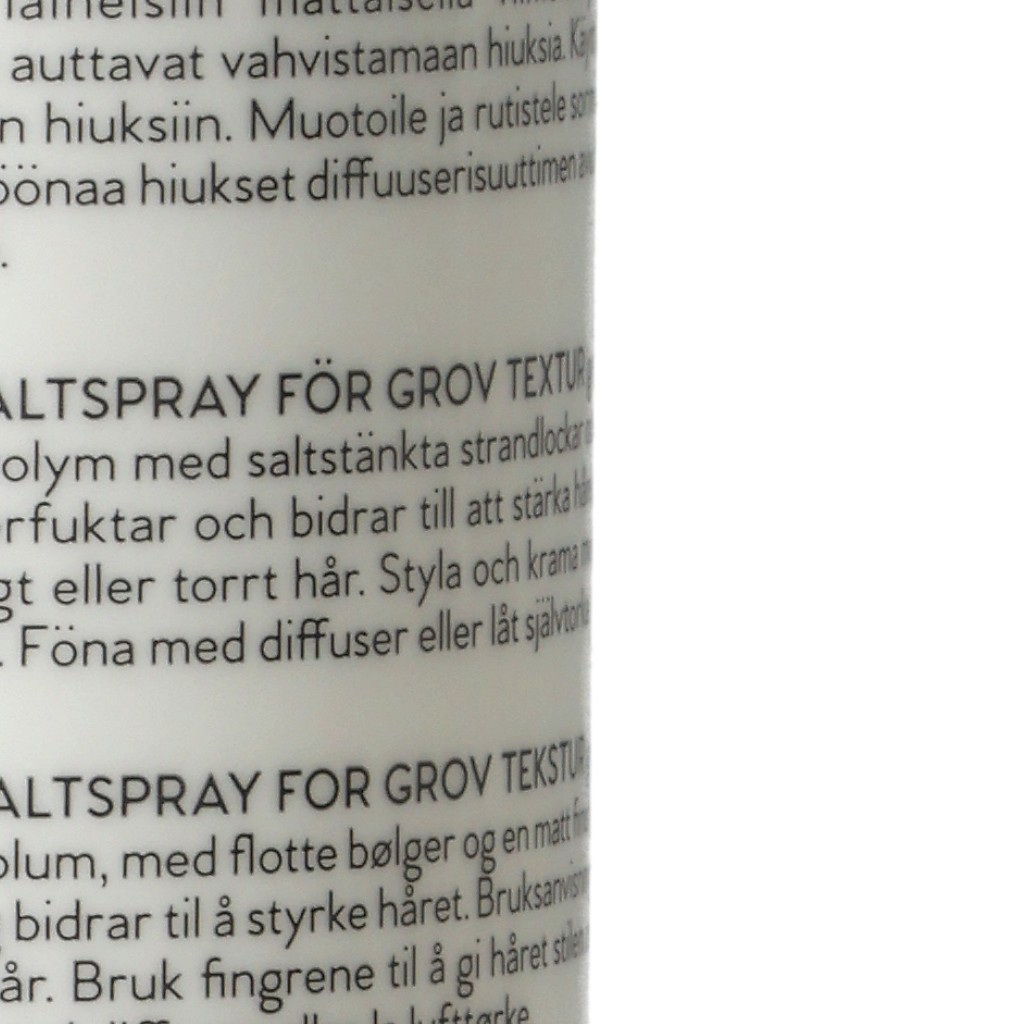 auttavat vahvistamaan hiuksia.
hiuksiin. Muotoile ja rutistele
hiukset diffuuserisuuttimen
.
ALTSPRAY FÖR GROV TEXTUR
olym med saltstänkta strandlockar
rfuktar och bidrar till att stärka
gt eller torrt hår. Styla och krama
. Föna med diffuser eller låt självtorka
ALTSPRAY FOR GROV TEKSTUR
olum, med flotte bølger og en matt
bidrar til å styrke håret.
år. Bruk fingrene til å gi håret